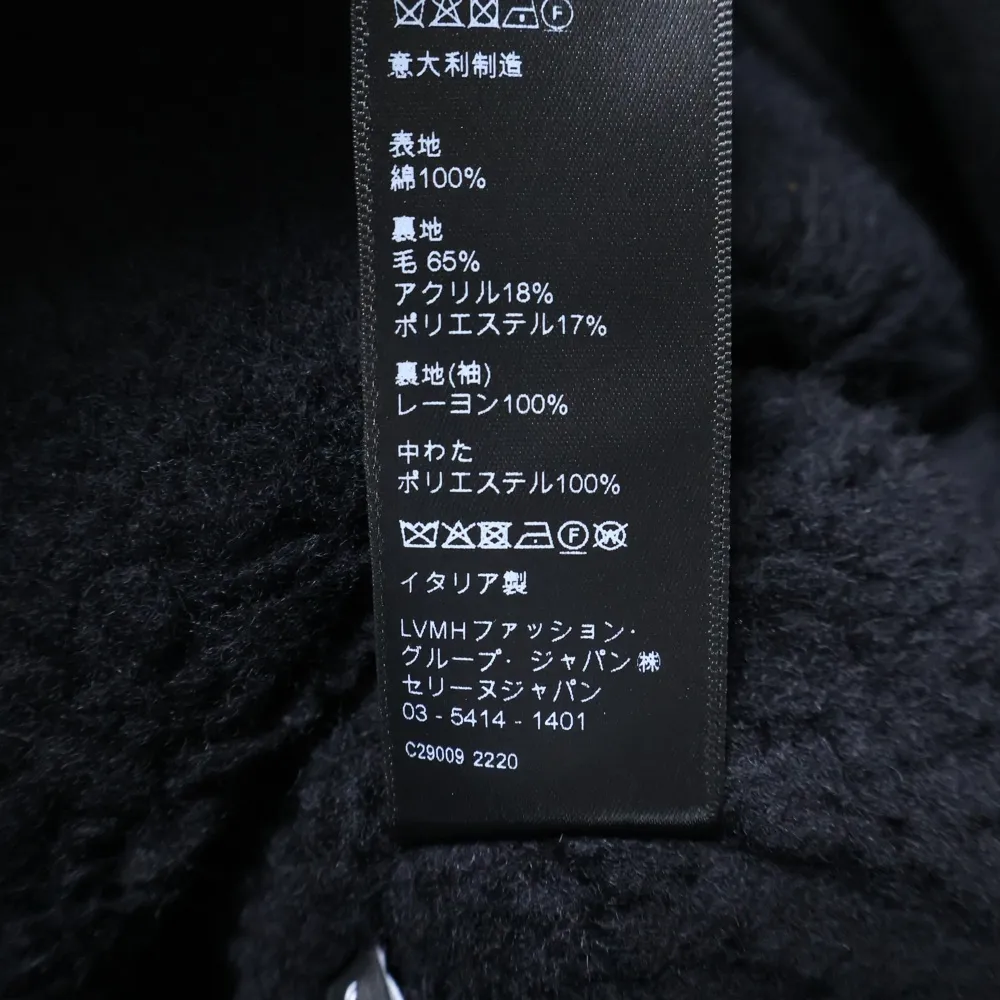 意大利制造
表地
綿100%
裏地
毛 65%
アクリル18%
ポリエステル17%
裏地(袖)
レーヨン100%
中わた
ポリエステル100%
F W
イタリア製
LVMHファッション・
グループ・ジャパン㈱
セリーヌジャパン
03 - 5414 - 1401
C29009 2220